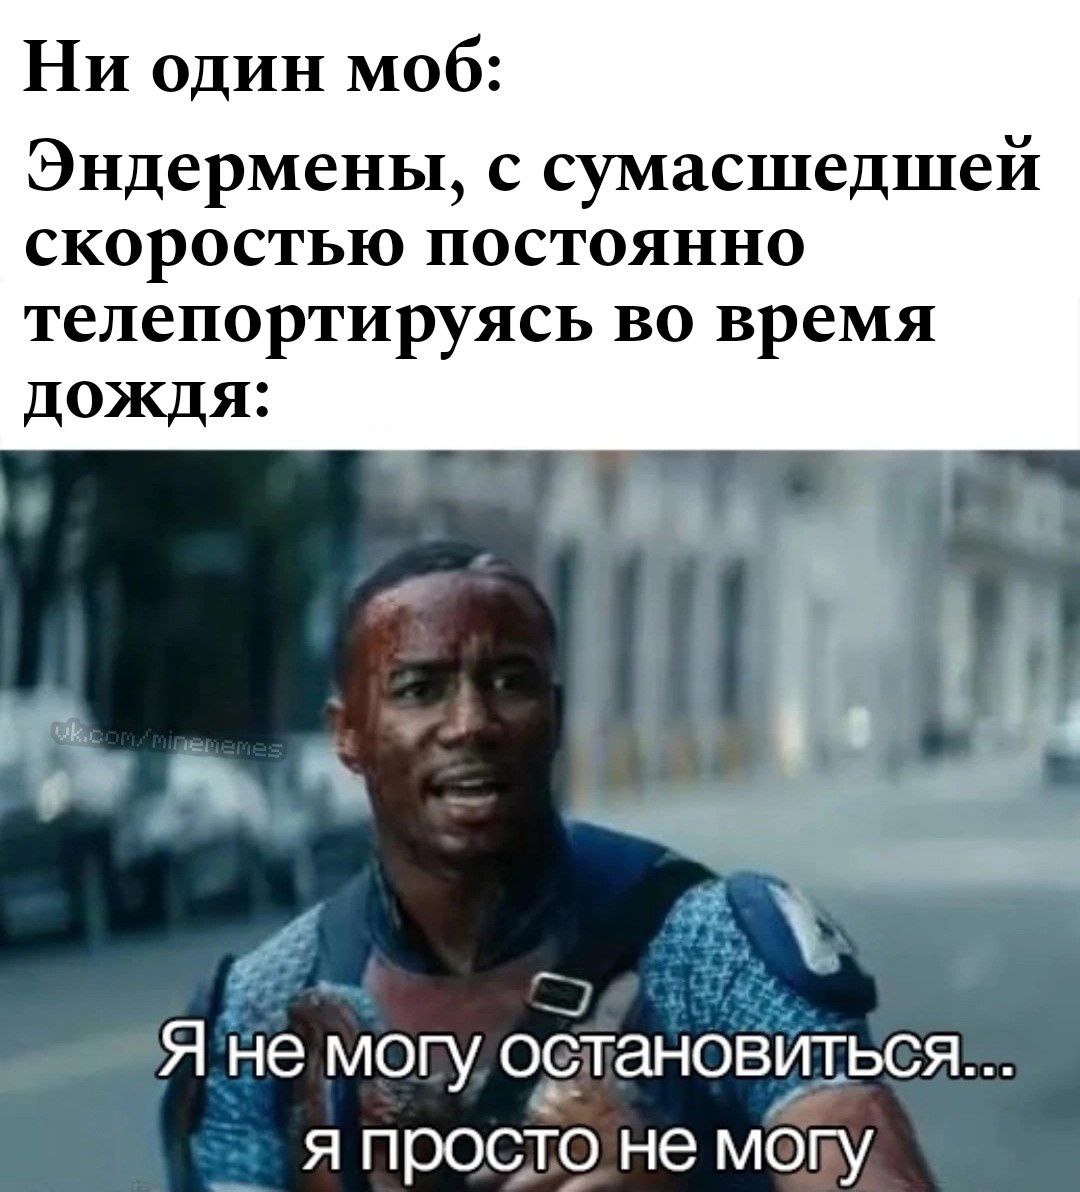 Ни один моб:
Эндермены, с сумасшедшей
скоростью постоянно
телепортируясь во время
дождя:
vk.com/minememes
Я не могу остановиться...
я просто не могу